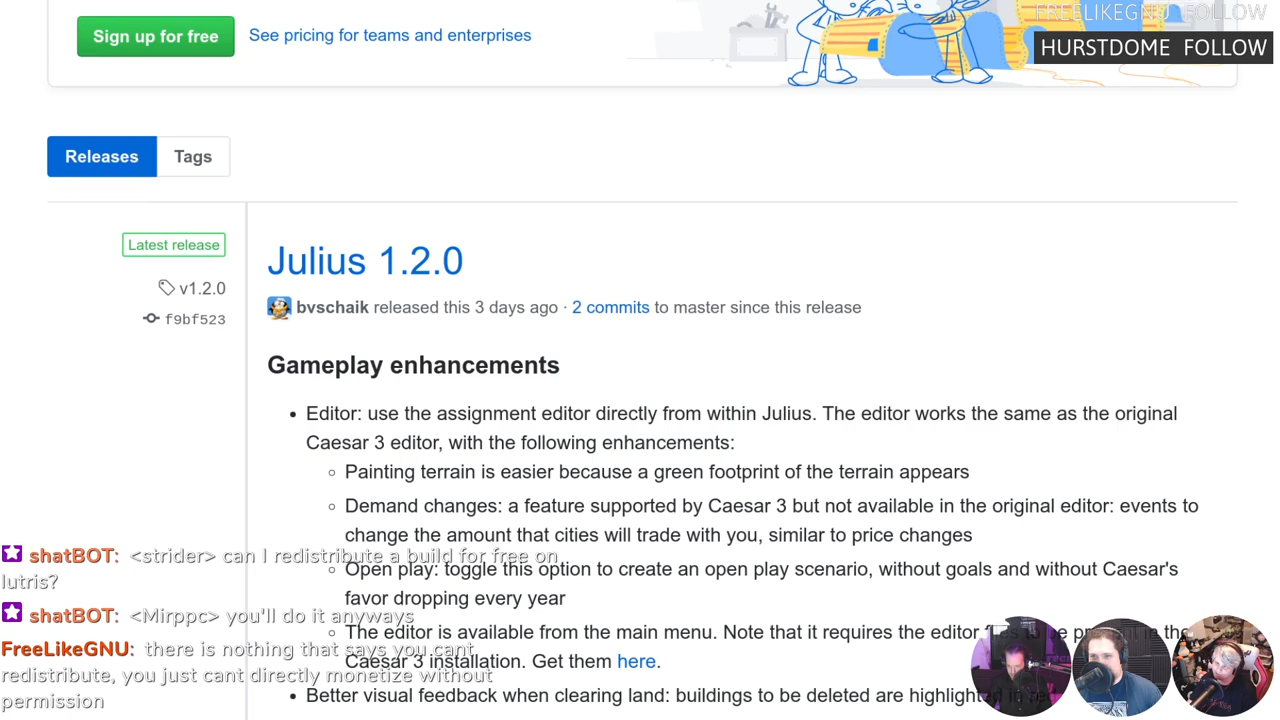 FREELIKEGNU FOLLOW
Sign up for free
See pricing for teams and enterprises
HURSTDOME FOLLOW
Releases
Tags
Latest release
Julius 1.2.0
v1.2.0
bvschaik released this 3 days ago · 2 commits to master since this release
f9bf523
Gameplay enhancements
Editor: use the assignment editor directly from within Julius. The editor works the same as the original
Caesar 3 editor, with the following enhancements:
Painting terrain is easier because a green footprint of the terrain appears
Demand changes: a feature supported by Caesar 3 but not available in the original editor: events to
change the amount that cities will trade with you, similar to price changes
Open play: toggle this option to create an open play scenario, without goals and without Caesar's
favor dropping every year
The editor is available from the main menu. Note that it requires the editor to be in the
Caesar 3 installation. Get them here.
Better visual feedback when clearing land: buildings to be deleted are highlighted in red
shatBOT: <strider> can I redistribute a build for free on
lutris?
shatBOT: <Mirppc> you'll do it anyways
FreeLikeGNU: there is nothing that says you cant
redistribute, you just cant directly monetize without
permission